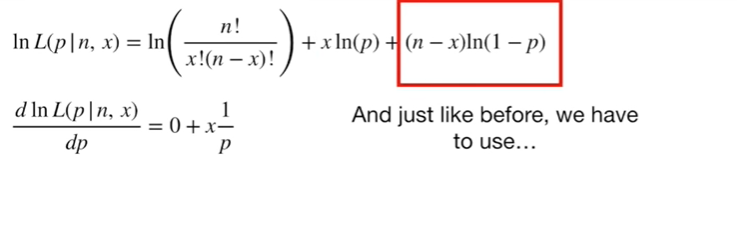 ln L(p|n, x) = ln(n! / x!(n − x)!) + x ln(p) + (n − x)ln(1 − p)
d ln L(p|n, x) / dp = 0 + x 1/p
And just like before, we have
to use…